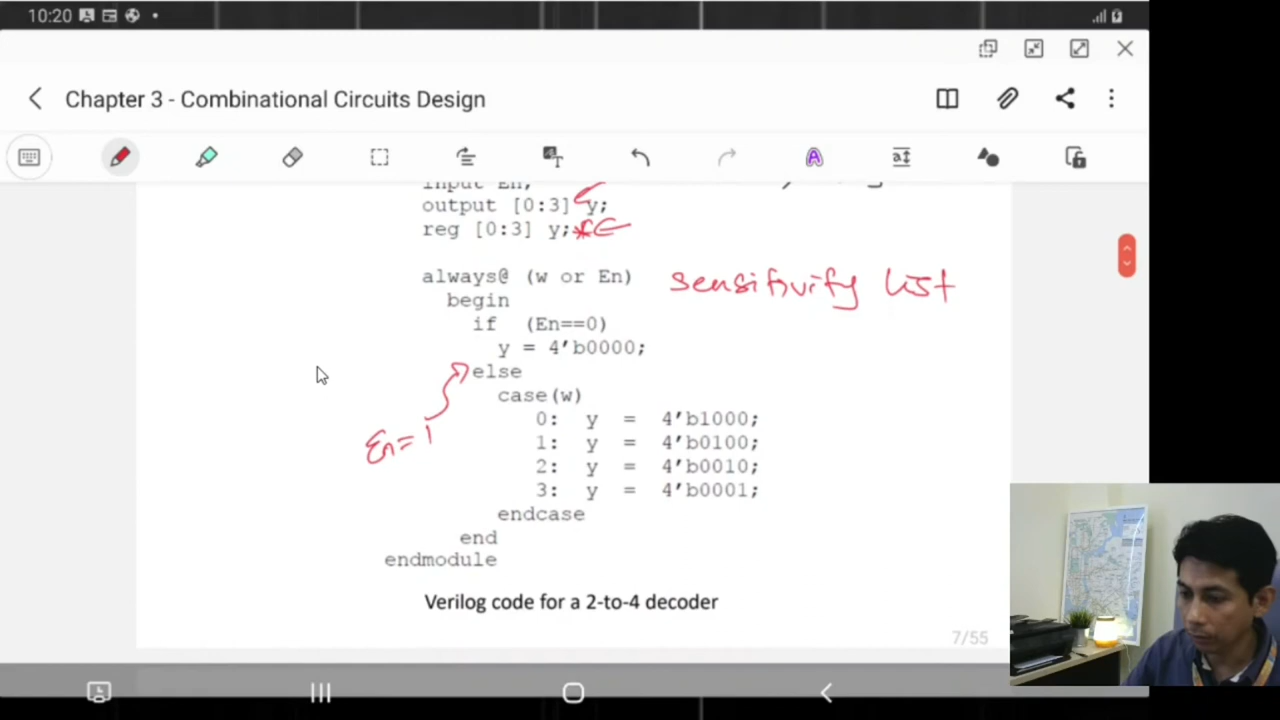 10:20
Chapter 3 - Combinational Circuits Design
input En;
output [0:3] y;
reg [0:3] y;
always@ (w or En) sensitivity list
begin
if (En==0)
y = 4'b0000;
else
case(w)
0: y = 4'b1000;
En=1
1: y = 4'b0100;
2: y = 4'b0010;
3: y = 4'b0001;
endcase
end
endmodule
Verilog code for a 2-to-4 decoder
7/55